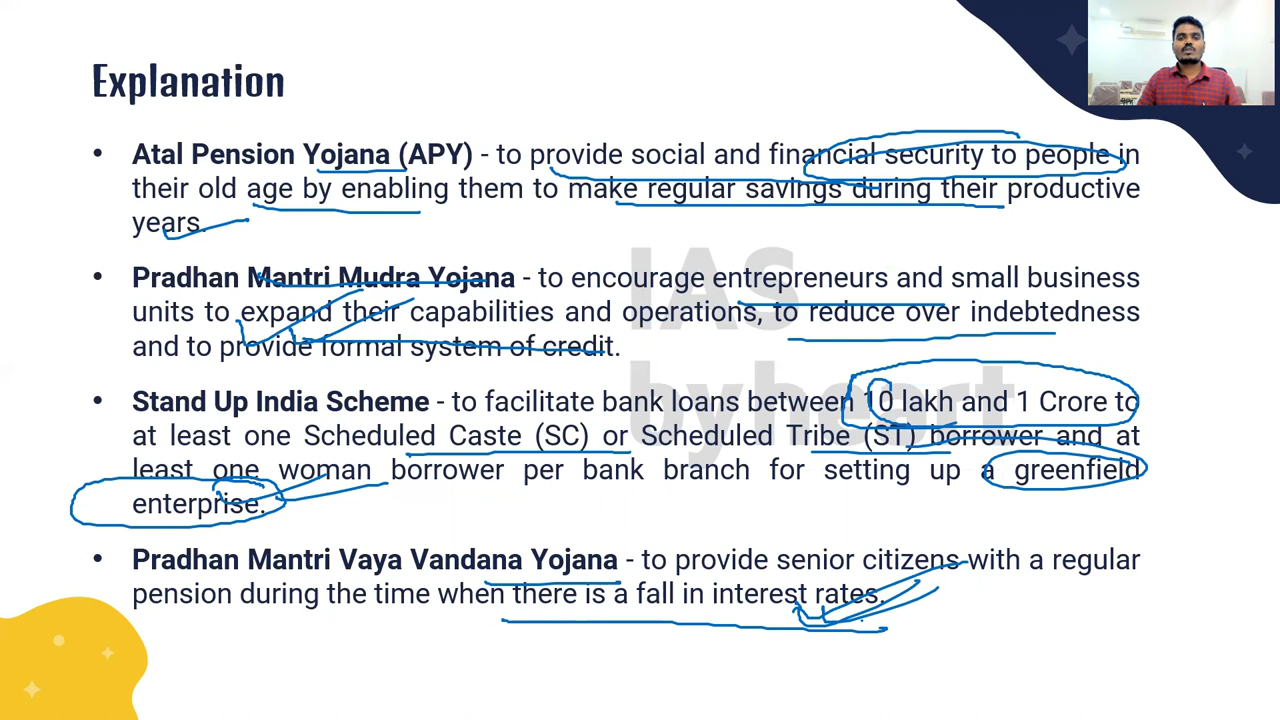 Explanation
• Atal Pension Yojana (APY) - to provide social and financial security to people in
their old age by enabling them to make regular savings during their productive
years.
• Pradhan Mantri Mudra Yojana - to encourage entrepreneurs and small business
units to expand their capabilities and operations, to reduce over indebtedness
and to provide formal system of credit.
• Stand Up India Scheme - to facilitate bank loans between 10 lakh and 1 Crore to
at least one Scheduled Caste (SC) or Scheduled Tribe (ST) borrower and at
least one woman borrower per bank branch for setting up a greenfield
enterprise.
• Pradhan Mantri Vaya Vandana Yojana - to provide senior citizens with a regular
pension during the time when there is a fall in interest rates.
IAS
byheart